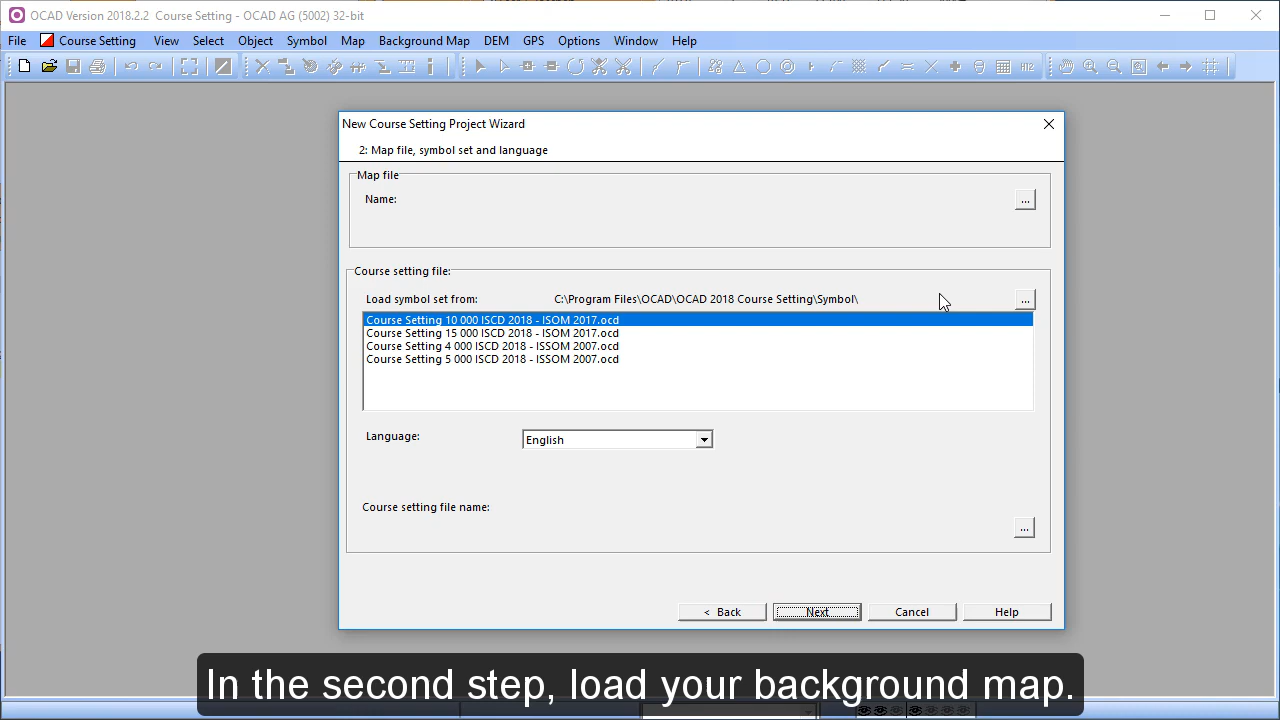 OCAD Version 2018.2.2 Course Setting - OCAD AG (5002) 32-bit
File Course Setting View Select Object Symbol Map Background Map DEM GPS Options Window Help
New Course Setting Project Wizard
2: Map file, symbol set and language
Map file
Name:
...
Course setting file:
Load symbol set from: C:\Program Files\OCAD\OCAD 2018 Course Setting\Symbol\ ...
Course Setting 10 000 ISCD 2018 - ISOM 2017.ocd
Course Setting 15 000 ISCD 2018 - ISOM 2017.ocd
Course Setting 4 000 ISCD 2018 - ISSOM 2007.ocd
Course Setting 5 000 ISCD 2018 - ISSOM 2007.ocd
Language: English
Course setting file name:
...
< Back Next Cancel Help
In the second step, load your background map.